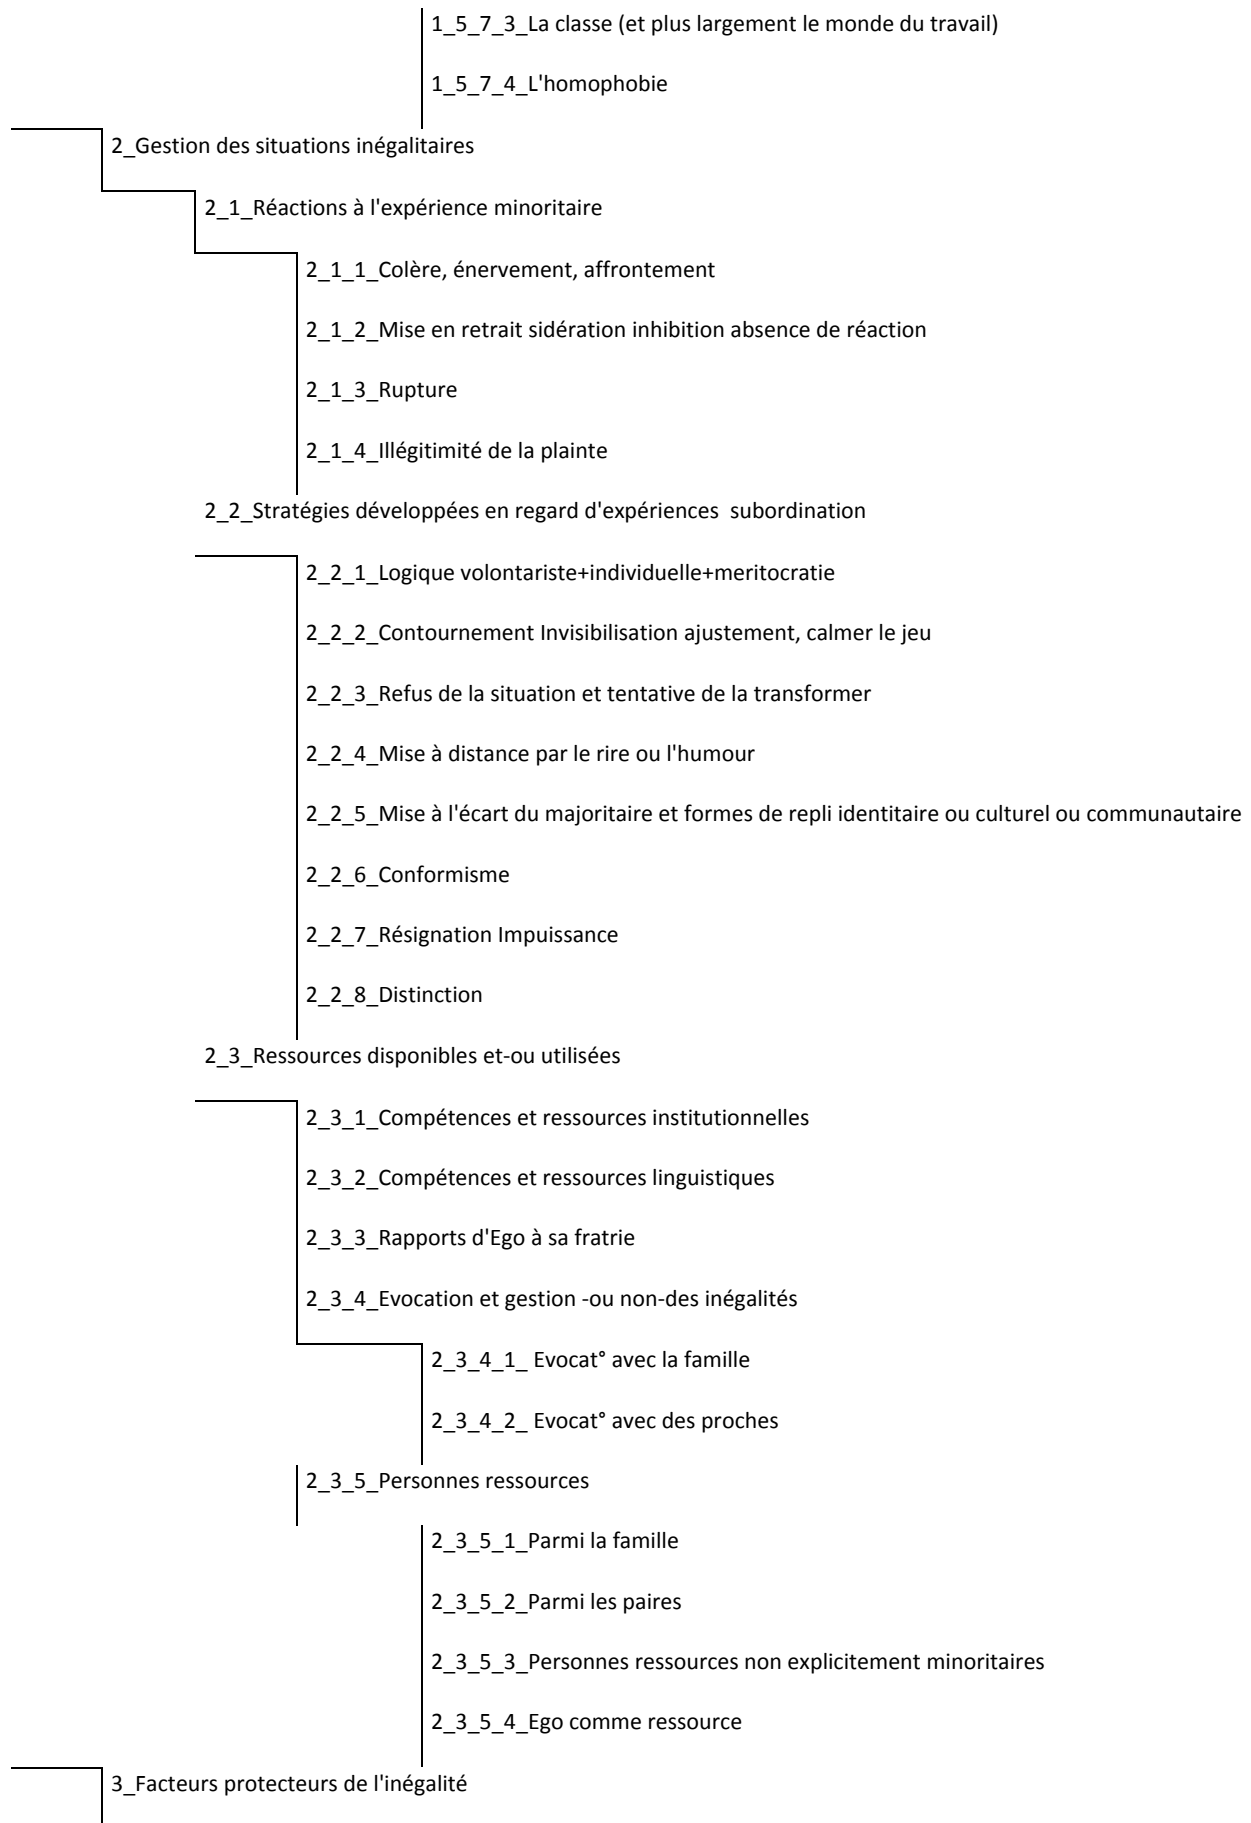 1_5_7_3_La classe (et plus largement le monde du travail)
1_5_7_4_L'homophobie
2_Gestion des situations inégalitaires
2_1_Réactions à l'expérience minoritaire
2_1_1_Colère, énervement, affrontement
2_1_2_Mise en retrait sidération inhibition absence de réaction
2_1_3_Rupture
2_1_4_Illégitimité de la plainte
2_2_Stratégies développées en regard d'expériences  subordination
2_2_1_Logique volontariste+individuelle+meritocratie
2_2_2_Contournement Invisibilisation ajustement, calmer le jeu
2_2_3_Refus de la situation et tentative de la transformer
2_2_4_Mise à distance par le rire ou l'humour
2_2_5_Mise à l'écart du majoritaire et formes de repli identitaire ou culturel ou communautaire
2_2_6_Conformisme
2_2_7_Résignation Impuissance
2_2_8_Distinction
2_3_Ressources disponibles et-ou utilisées
2_3_1_Compétences et ressources institutionnelles
2_3_2_Compétences et ressources linguistiques
2_3_3_Rapports d'Ego à sa fratrie
2_3_4_Evocation et gestion -ou non-des inégalités
2_3_4_1_ Evocat° avec la famille
2_3_4_2_ Evocat° avec des proches
2_3_5_Personnes ressources
2_3_5_1_Parmi la famille
2_3_5_2_Parmi les paires
2_3_5_3_Personnes ressources non explicitement minoritaires
2_3_5_4_Ego comme ressource
3_Facteurs protecteurs de l'inégalité